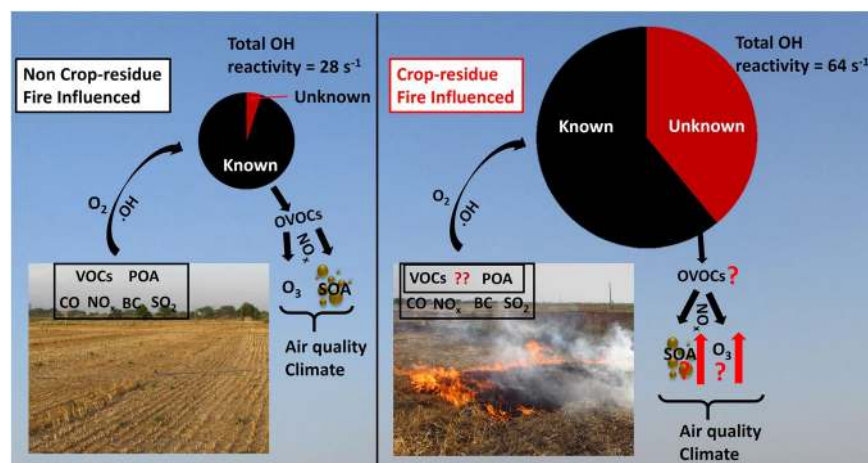 Non Crop-residue
Fire Influenced
Total OH
reactivity = 28 s⁻¹
Unknown
Known
O₂
·OH
OVOCs
NOₓ
O₃
SOA
VOCs POA
CO NOₓ BC SO₂
Air quality
Climate
Crop-residue
Fire Influenced
Total OH
reactivity = 64 s⁻¹
Known
Unknown
O₂
·OH
OVOCs ?
NOₓ
SOA
O₃
?
VOCs ?? POA
CO NOₓ BC SO₂
Air quality
Climate